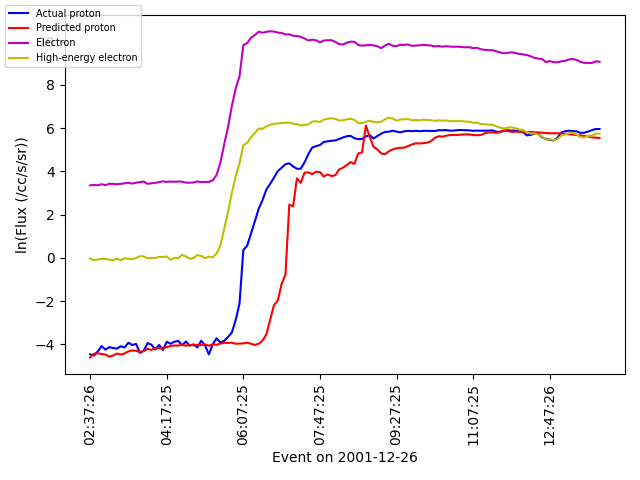 Actual proton
Predicted proton
Electron
High-energy electron
8
6
4
2
0
−2
−4
ln(Flux (/cc/s/sr))
02:37:26
04:17:25
06:07:25
07:47:25
09:27:25
11:07:25
12:47:26
Event on 2001-12-26